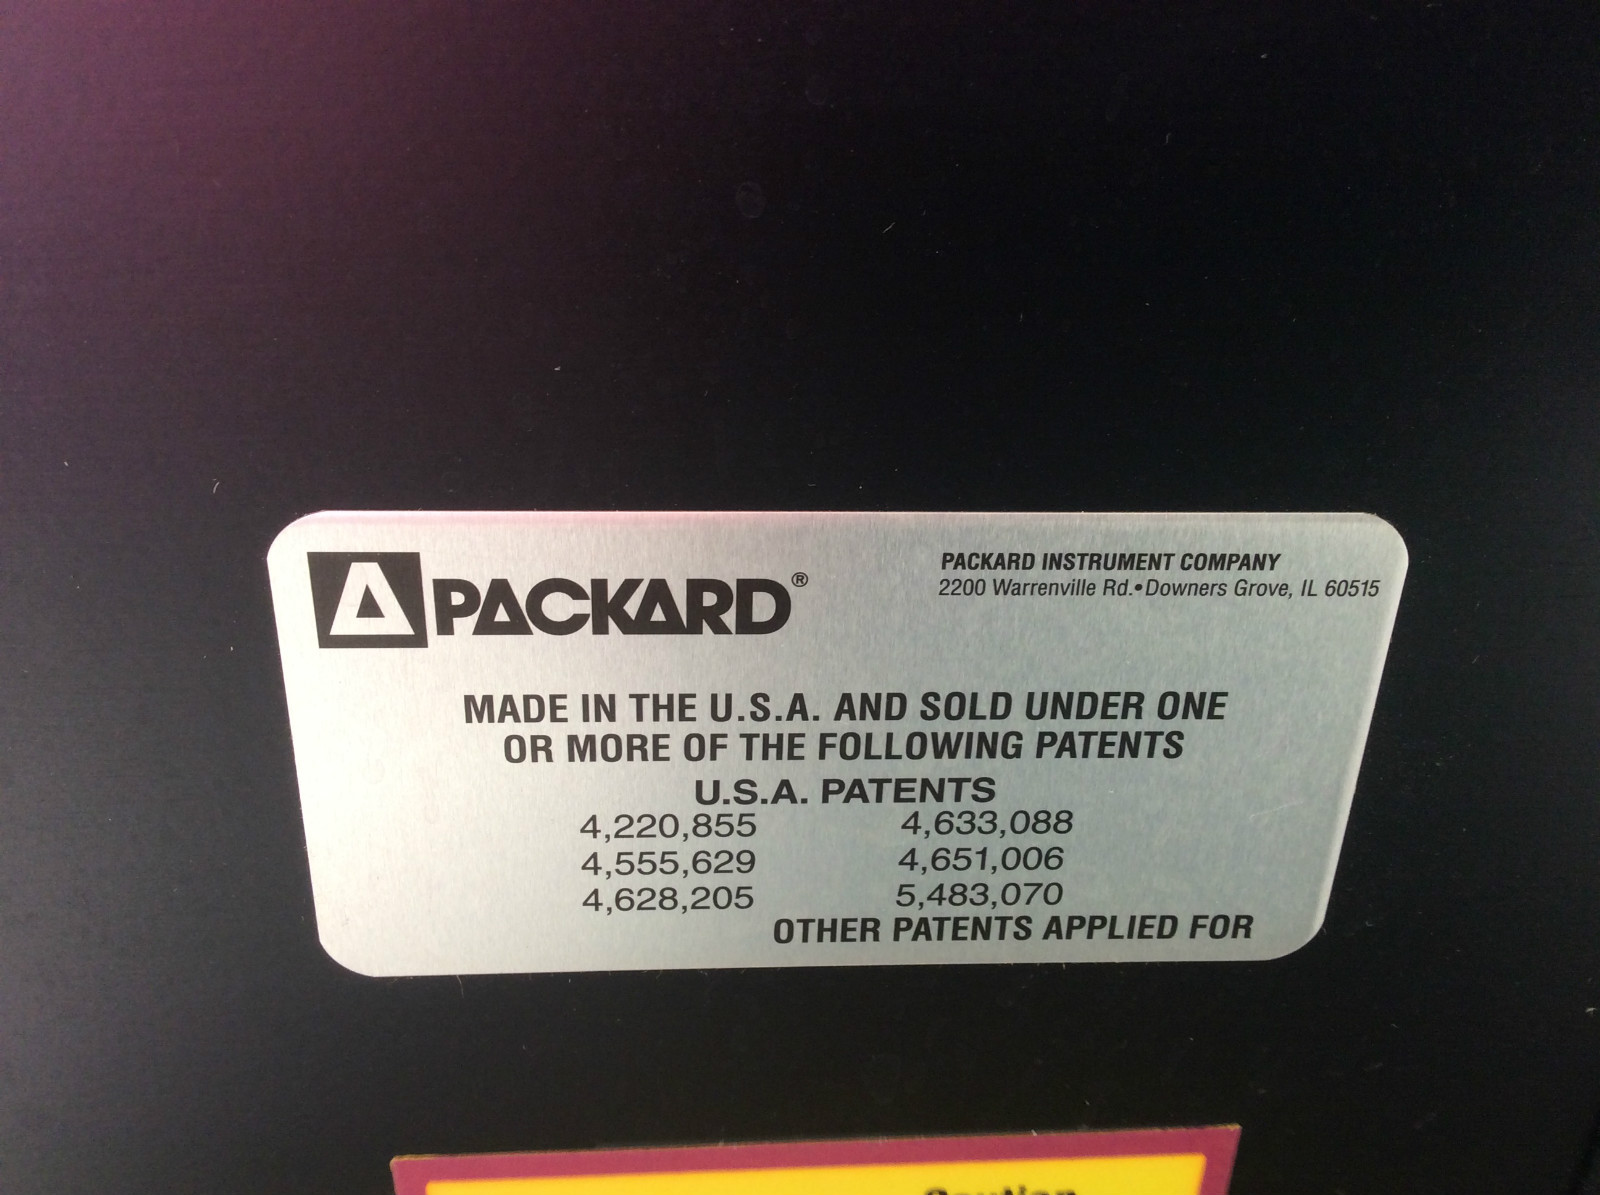 PACKARD®
PACKARD INSTRUMENT COMPANY
2200 Warrenville Rd.•Downers Grove, IL 60515
MADE IN THE U.S.A. AND SOLD UNDER ONE
OR MORE OF THE FOLLOWING PATENTS
U.S.A. PATENTS
4,220,855 4,633,088
4,555,629 4,651,006
4,628,205 5,483,070
OTHER PATENTS APPLIED FOR
Caution